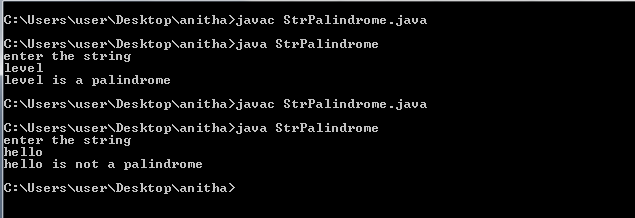 C:\Users\user\Desktop\anitha>javac StrPalindrome.java
C:\Users\user\Desktop\anitha>java StrPalindrome
enter the string
level
level is a palindrome
C:\Users\user\Desktop\anitha>javac StrPalindrome.java
C:\Users\user\Desktop\anitha>java StrPalindrome
enter the string
hello
hello is not a palindrome
C:\Users\user\Desktop\anitha>